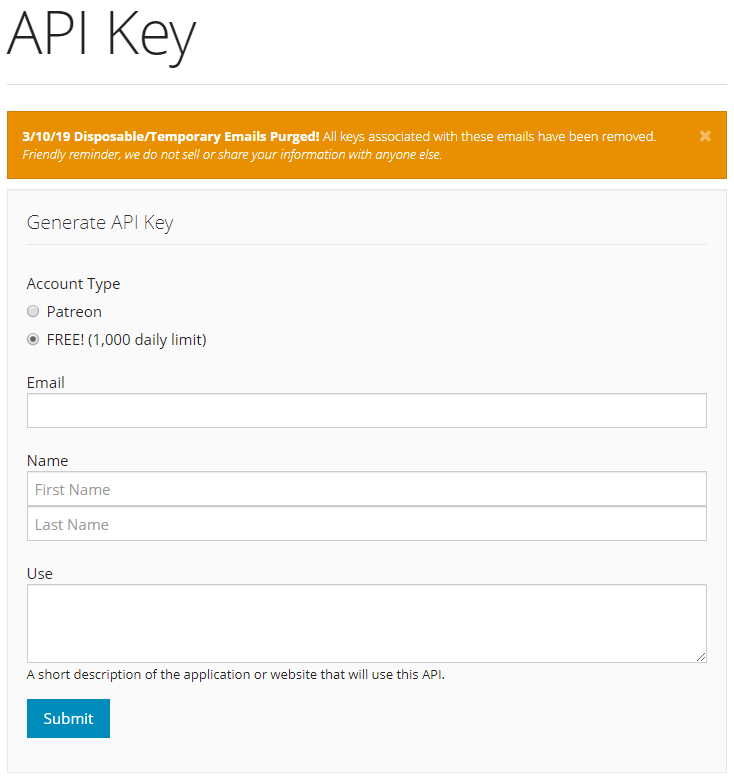 API Key
3/10/19 Disposable/Temporary Emails Purged! All keys associated with these emails have been removed.
Friendly reminder, we do not sell or share your information with anyone else.
×
Generate API Key
Account Type
Patreon
FREE! (1,000 daily limit)
Email
Name
First Name
Last Name
Use
A short description of the application or website that will use this API.
Submit